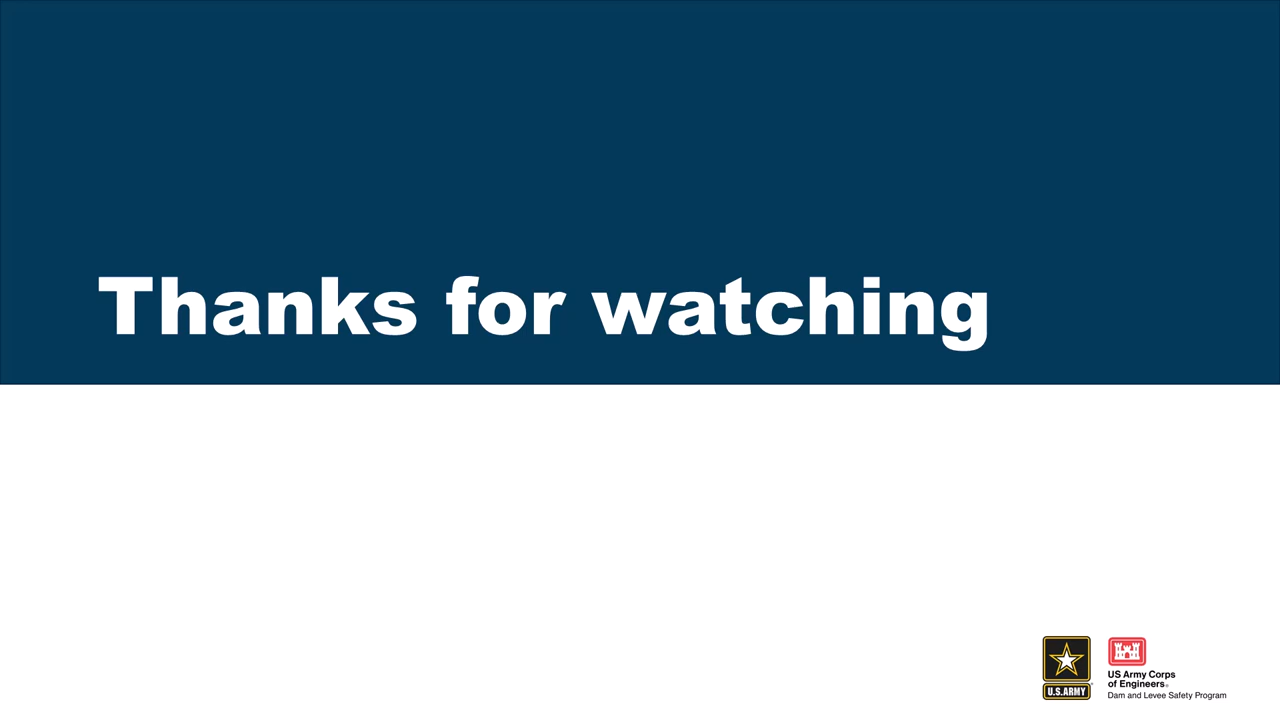 Thanks for watching
U.S.ARMY
US Army Corps
of Engineers®
Dam and Levee Safety Program